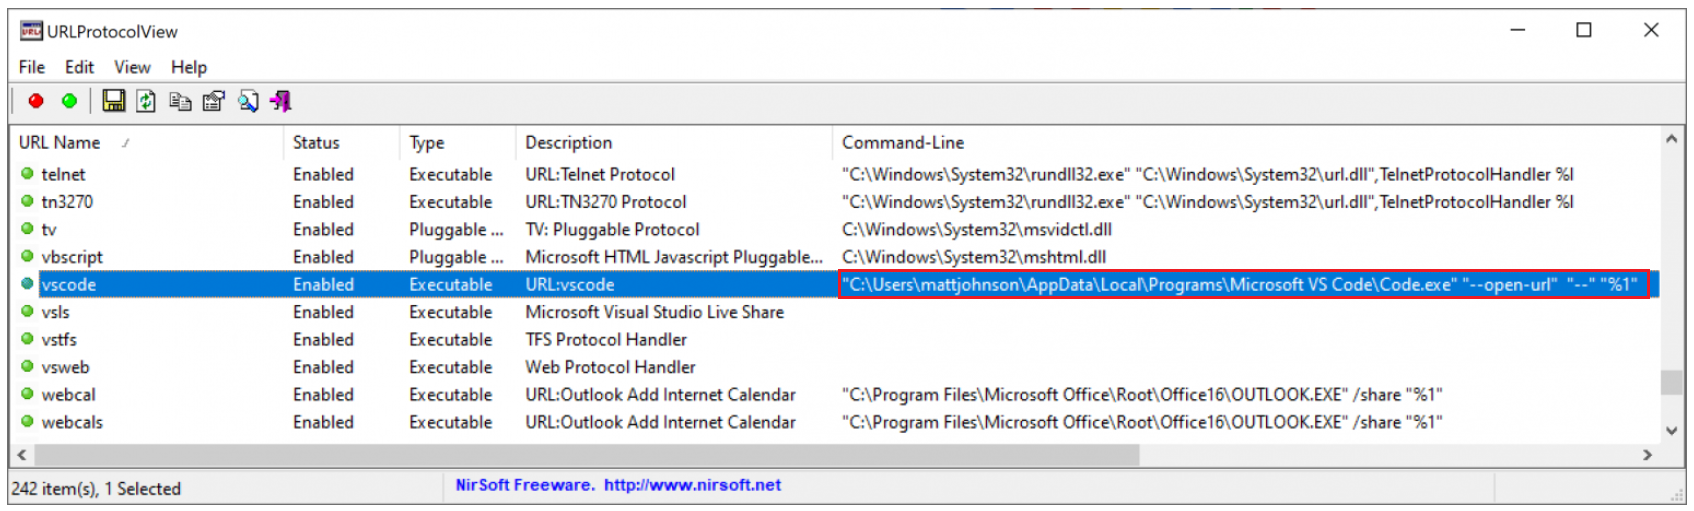 URLProtocolView
File Edit View Help
URL Name Status Type Description Command-Line
telnet Enabled Executable URL:Telnet Protocol "C:\Windows\System32\rundll32.exe" "C:\Windows\System32\url.dll",TelnetProtocolHandler %l
tn3270 Enabled Executable URL:TN3270 Protocol "C:\Windows\System32\rundll32.exe" "C:\Windows\System32\url.dll",TelnetProtocolHandler %l
tv Enabled Pluggable ... TV: Pluggable Protocol C:\Windows\System32\msvidctl.dll
vbscript Enabled Pluggable ... Microsoft HTML Javascript Pluggable... C:\Windows\System32\mshtml.dll
vscode Enabled Executable URL:vscode "C:\Users\mattjohnson\AppData\Local\Programs\Microsoft VS Code\Code.exe" "--open-url" "--" "%1"
vsls Enabled Executable Microsoft Visual Studio Live Share
vstfs Enabled Executable TFS Protocol Handler
vsweb Enabled Executable Web Protocol Handler
webcal Enabled Executable URL:Outlook Add Internet Calendar "C:\Program Files\Microsoft Office\Root\Office16\OUTLOOK.EXE" /share "%1"
webcals Enabled Executable URL:Outlook Add Internet Calendar "C:\Program Files\Microsoft Office\Root\Office16\OUTLOOK.EXE" /share "%1"
242 item(s), 1 Selected NirSoft Freeware. http://www.nirsoft.net